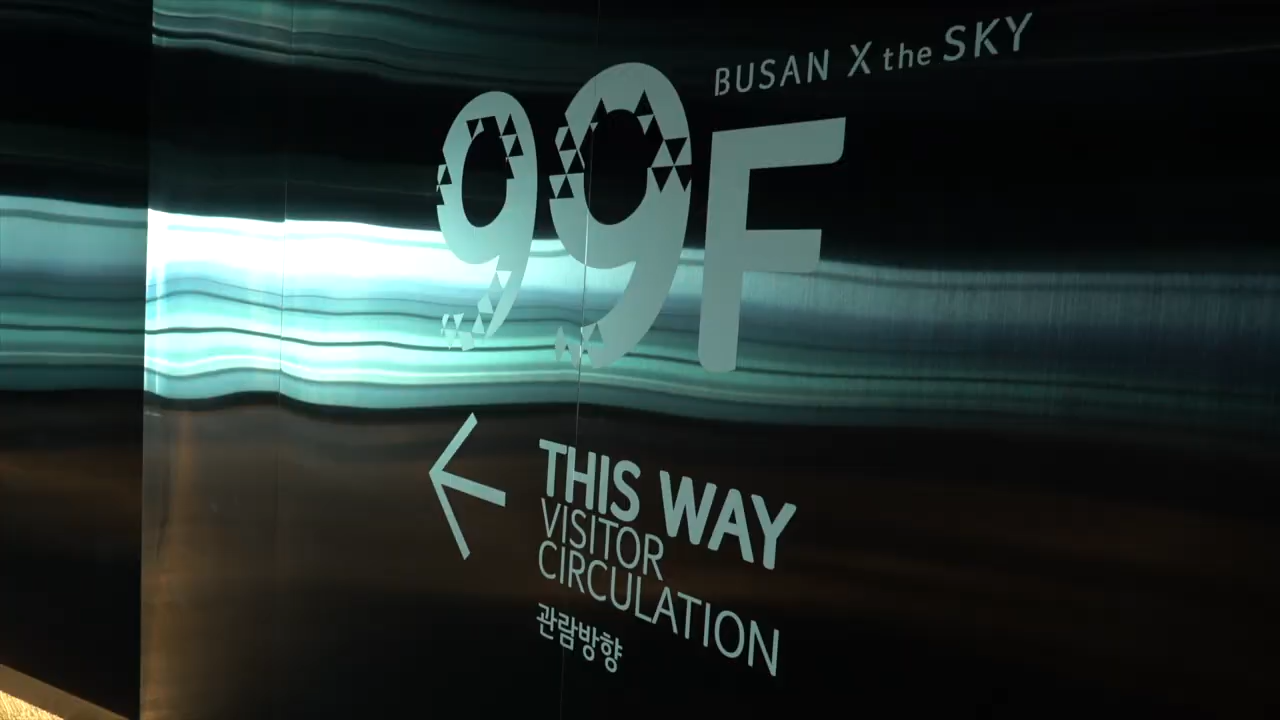 BUSAN X the SKY
99F
THIS WAY
VISITOR
CIRCULATION
관람방향